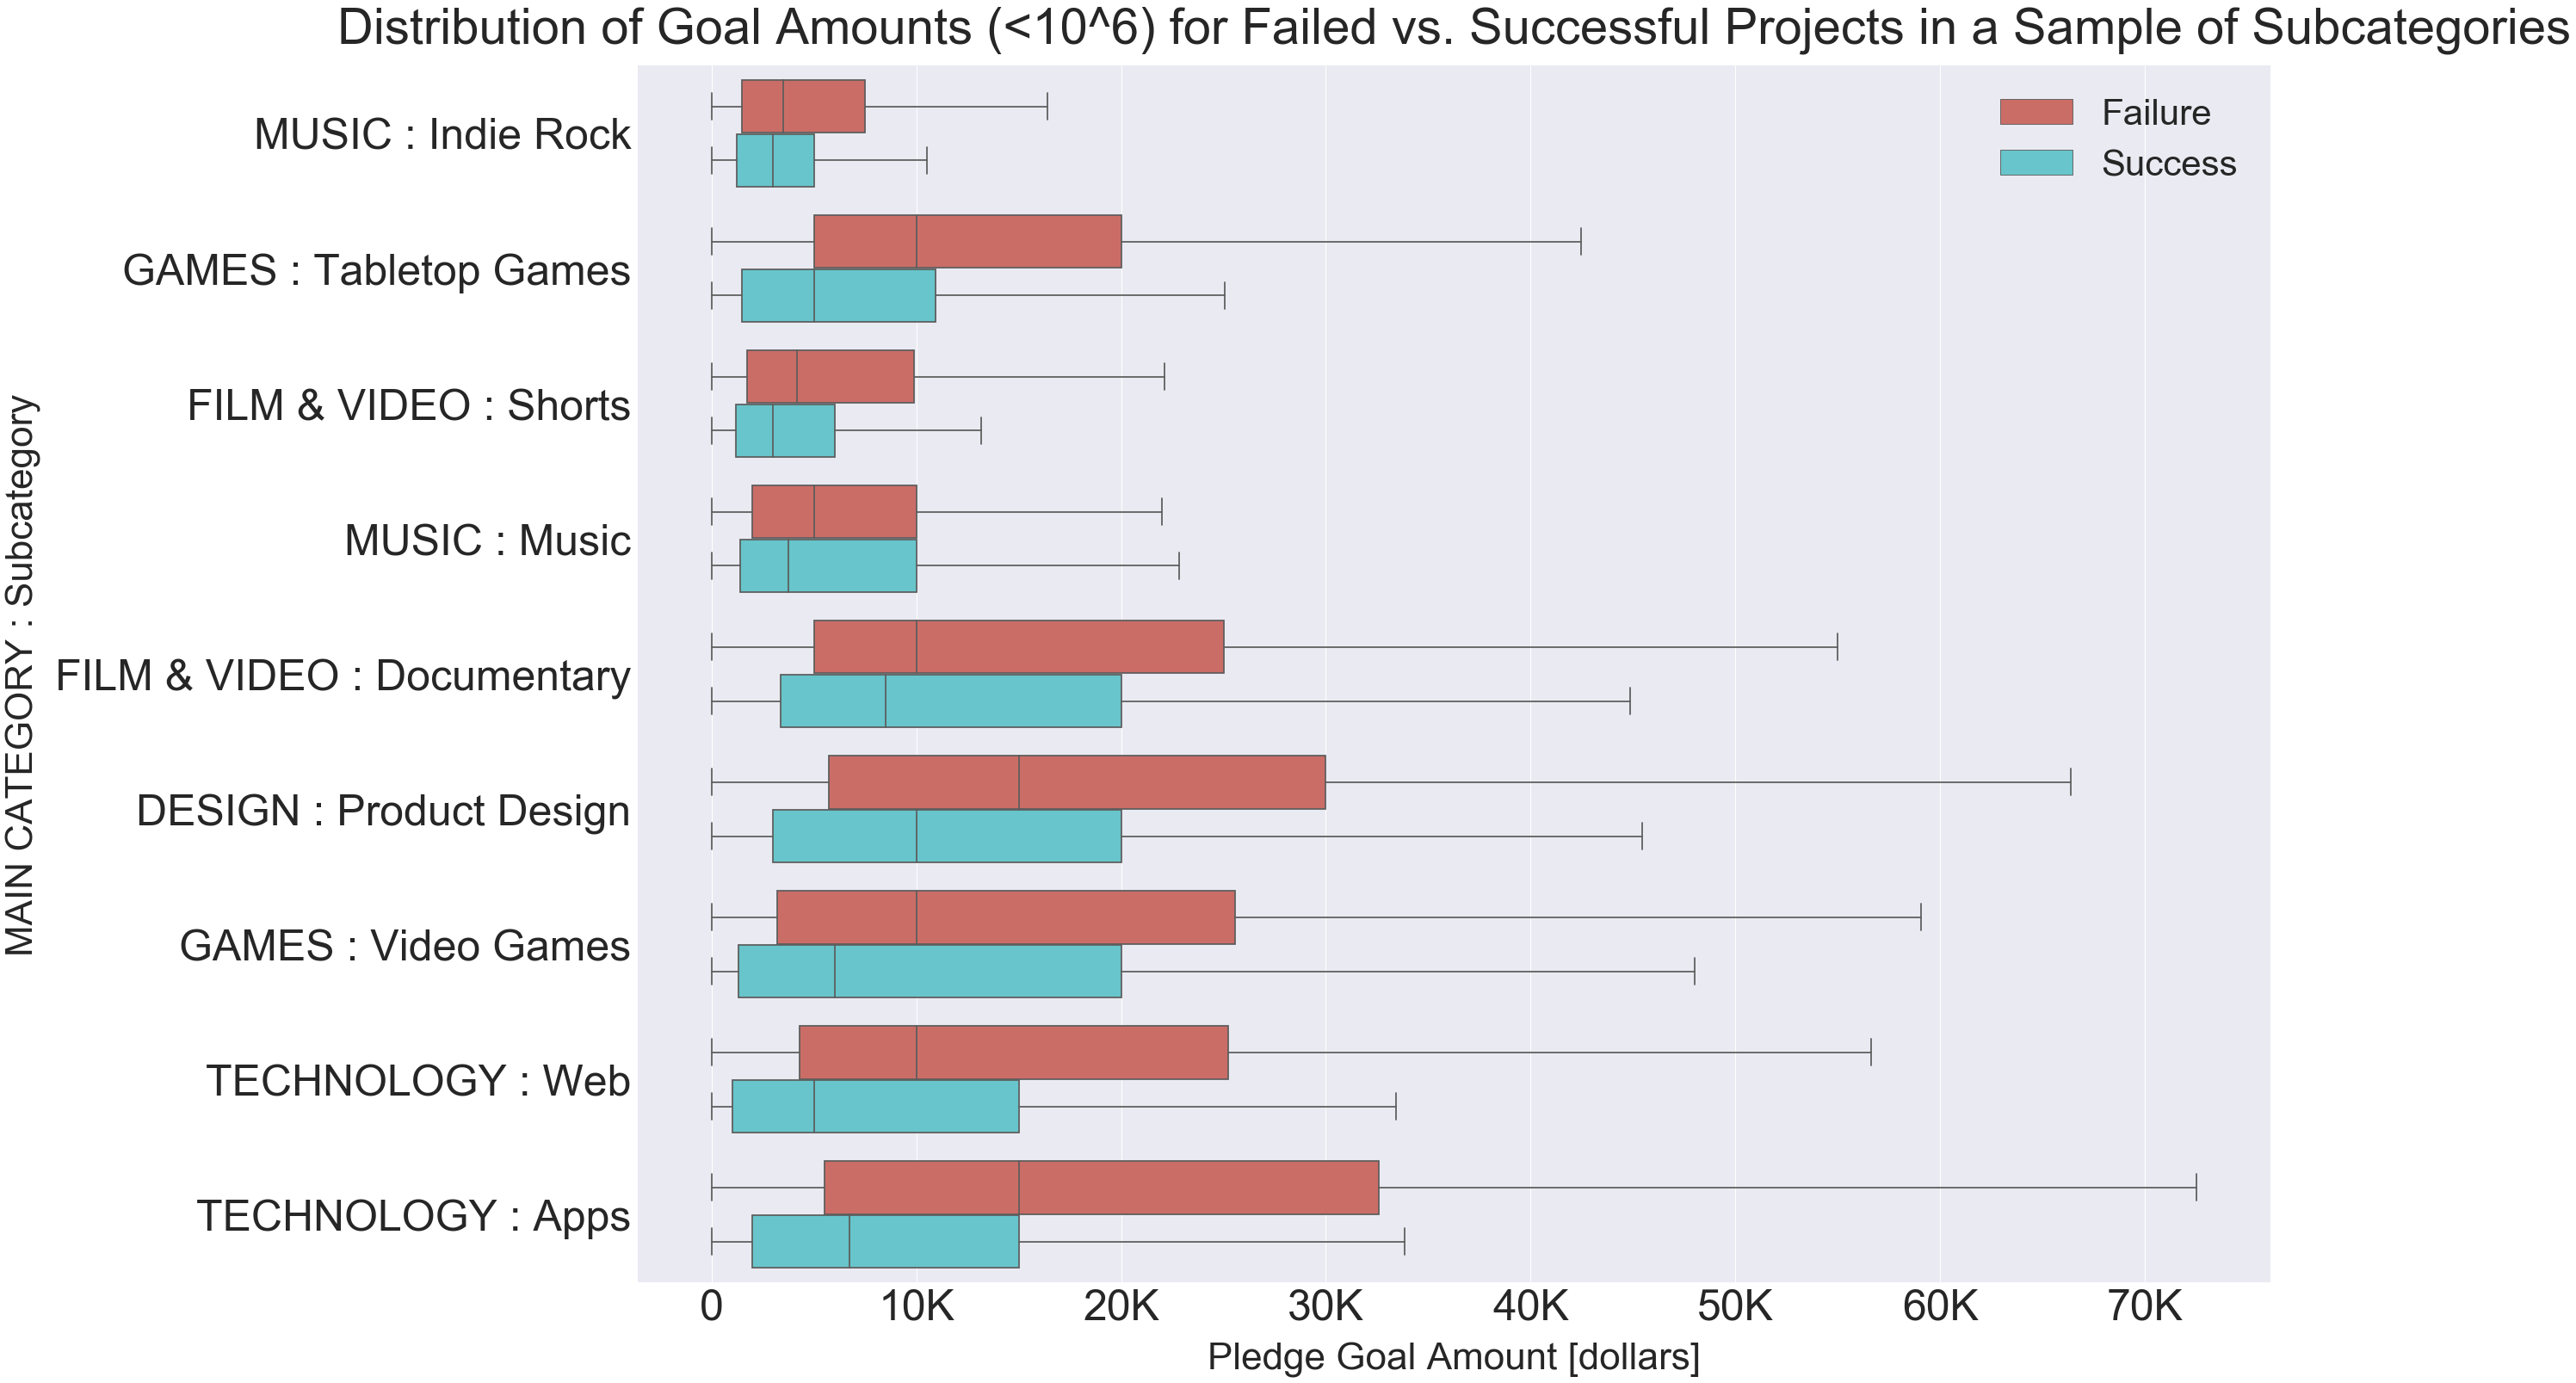 Distribution of Goal Amounts (<10^6) for Failed vs. Successful Projects in a Sample of Subcategories
Failure
Success
MAIN CATEGORY : Subcategory
MUSIC : Indie Rock
GAMES : Tabletop Games
FILM & VIDEO : Shorts
MUSIC : Music
FILM & VIDEO : Documentary
DESIGN : Product Design
GAMES : Video Games
TECHNOLOGY : Web
TECHNOLOGY : Apps
0 10K 20K 30K 40K 50K 60K 70K
Pledge Goal Amount [dollars]